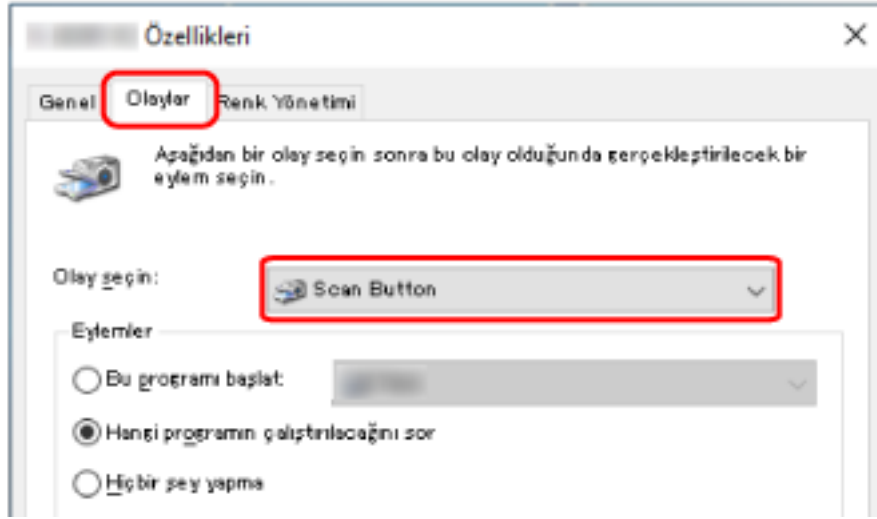 Özellikleri
Genel Olaylar Renk Yönetimi
Aşağıdan bir olay seçin sonra bu olay olduğunda gerçekleştirilecek bir
eylem seçin.
Olay seçin: Scan Button
Eylemler
Bu programı başlat:
Hangi programın çalıştırılacağını sor
Hiçbir şey yapma